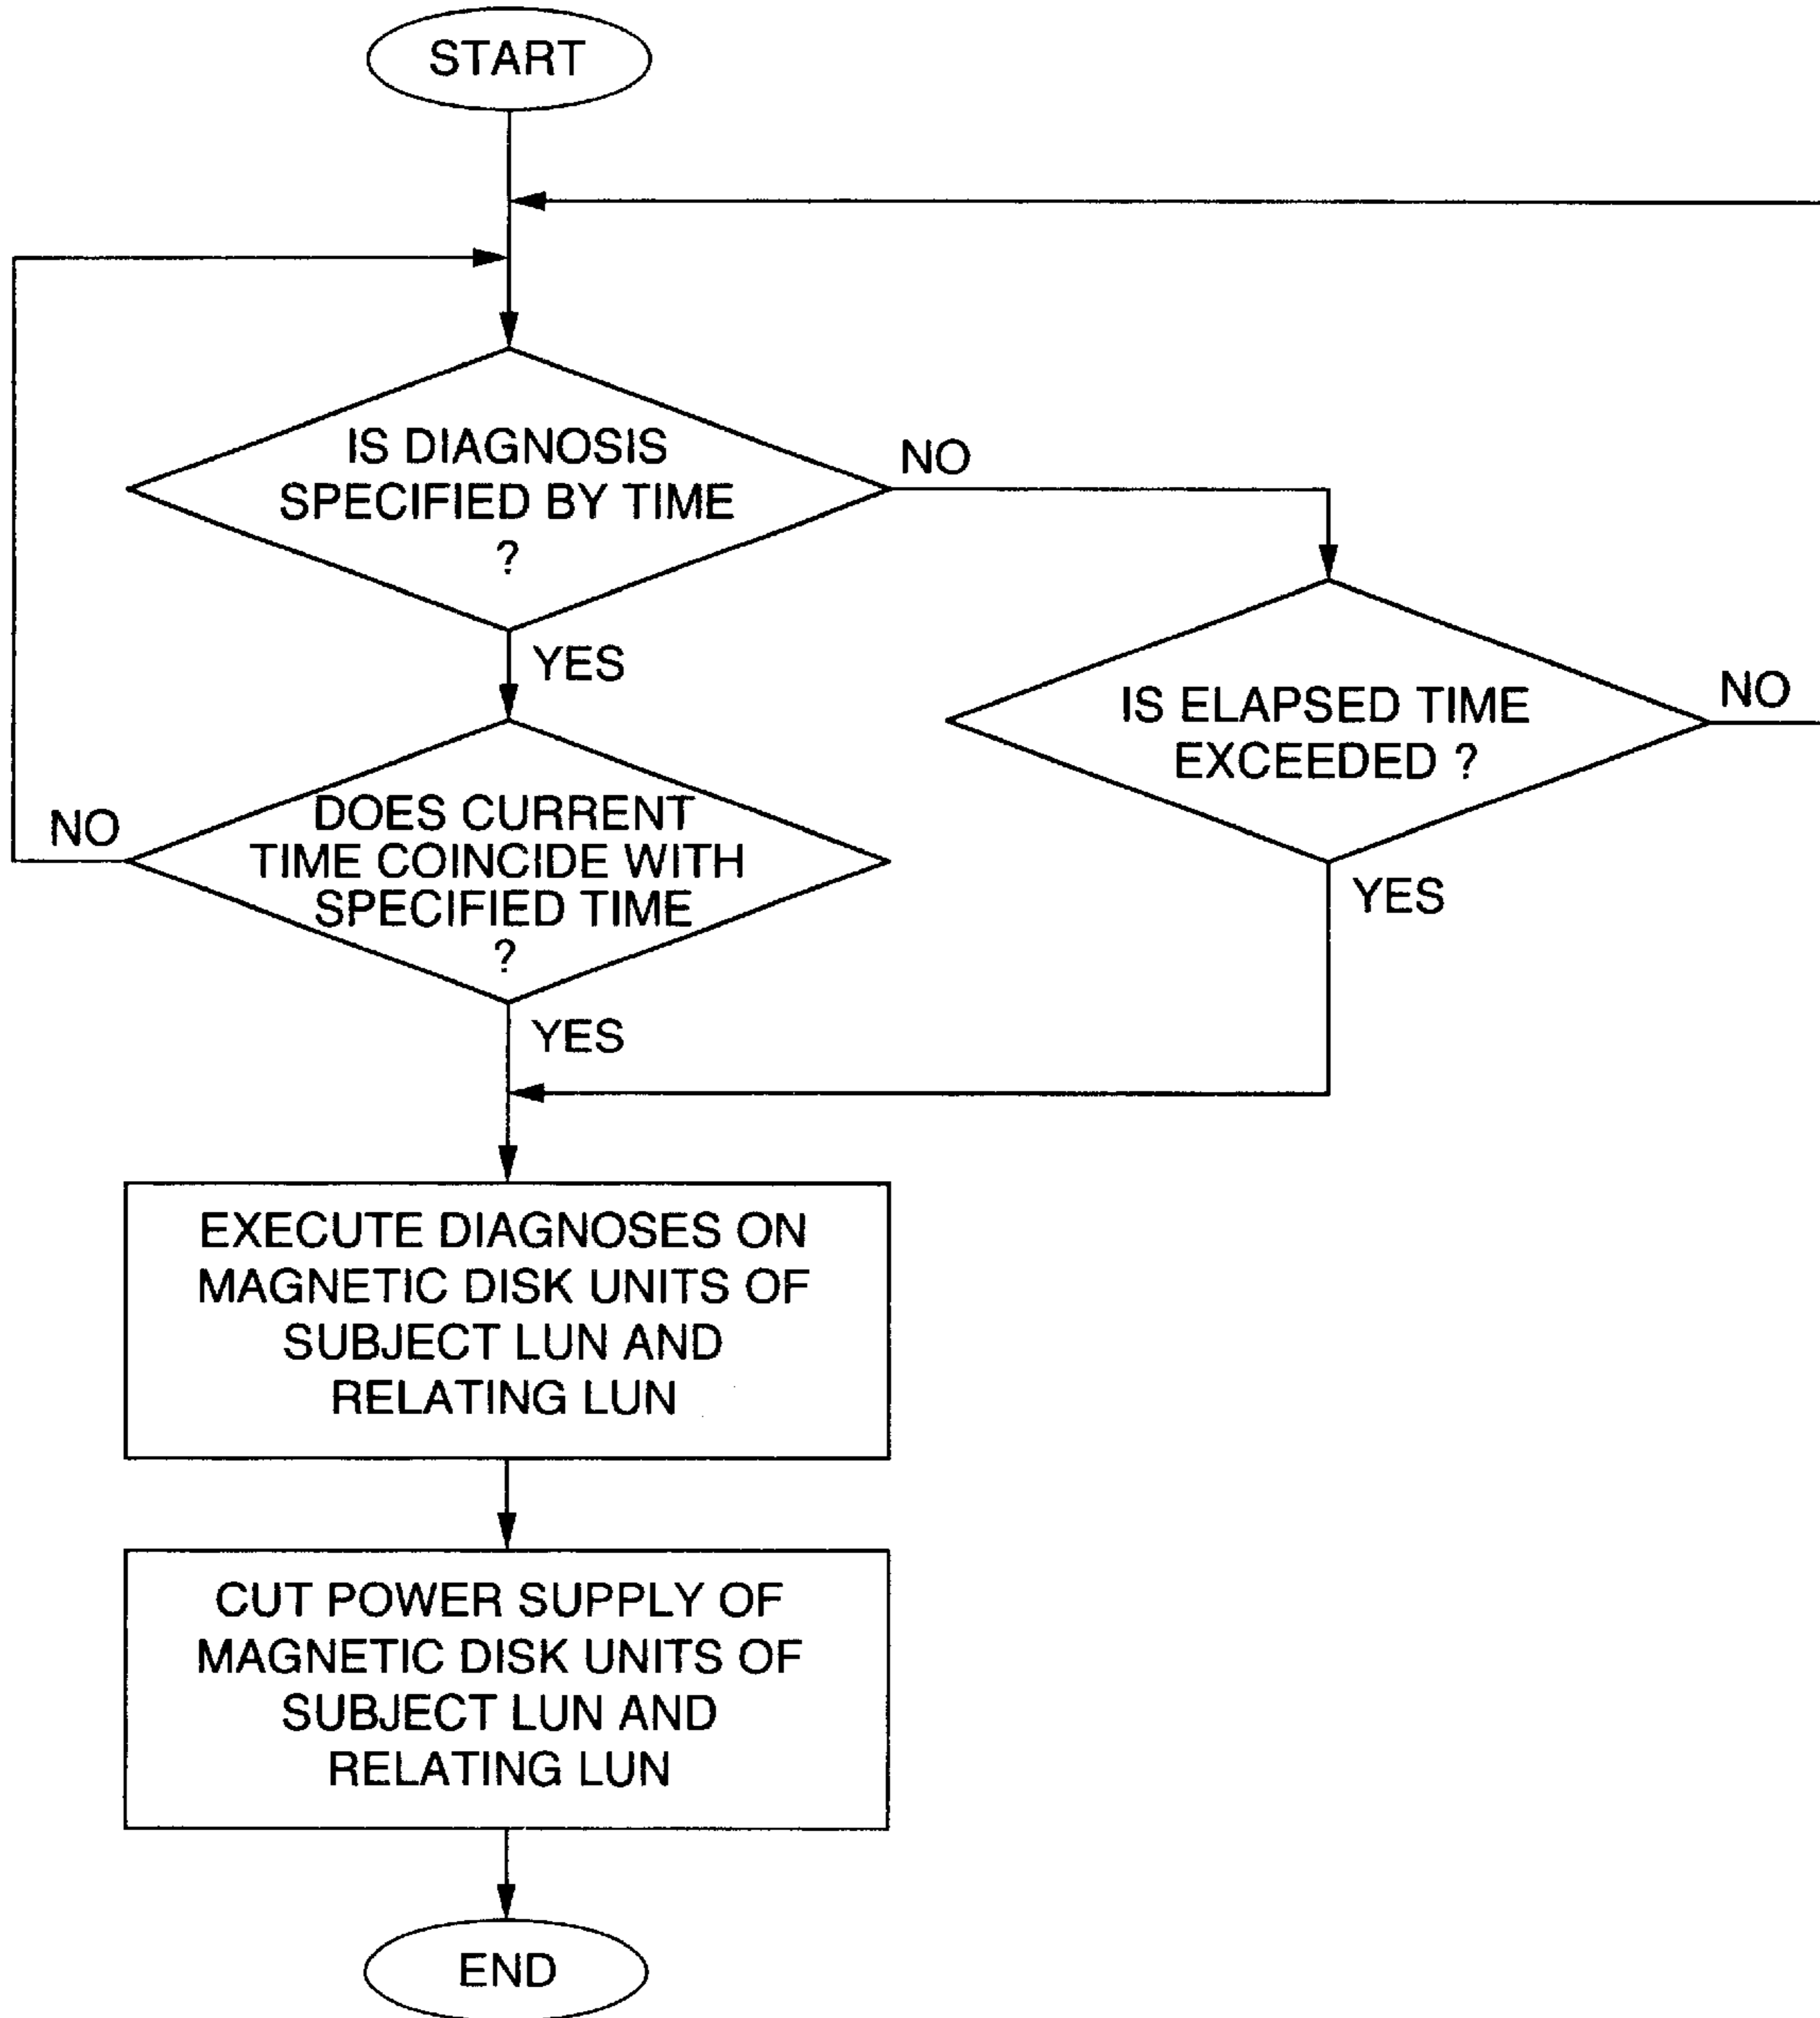 START
IS DIAGNOSIS
SPECIFIED BY TIME
?
NO
YES
IS ELAPSED TIME
EXCEEDED ?
NO
YES
DOES CURRENT
TIME COINCIDE WITH
SPECIFIED TIME
?
NO
YES
EXECUTE DIAGNOSES ON
MAGNETIC DISK UNITS OF
SUBJECT LUN AND
RELATING LUN
CUT POWER SUPPLY OF
MAGNETIC DISK UNITS OF
SUBJECT LUN AND
RELATING LUN
END